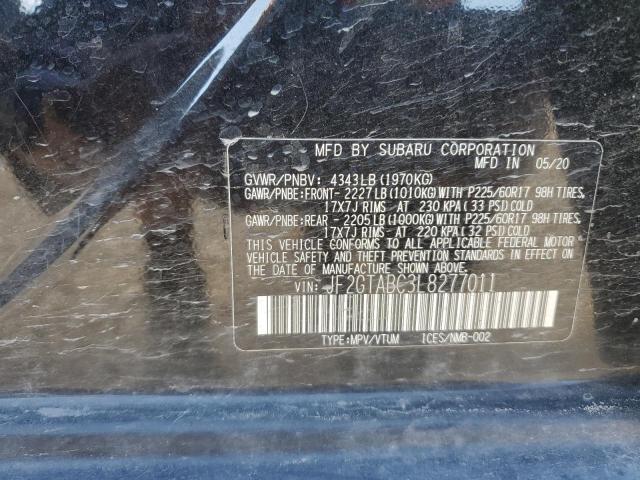 MFD BY SUBARU CORPORATION
MFD IN 05/20
GVWR/PNBV: 4343LB(1970KG)
GAWR/PNBE:FRONT- 2227LB(1010KG)WITH P225/60R17 98H TIRES,
17X7J RIMS AT 230 KPA(33 PSI)COLD
GAWR/PNBE:REAR - 2205LB(1000KG)WITH P225/60R17 98H TIRES,
17X7J RIMS AT 220 KPA(32 PSI)COLD
THIS VEHICLE CONFORMS TO ALL APPLICABLE FEDERAL MOTOR
VEHICLE SAFETY AND THEFT PREVENTION STANDARDS IN EFFECT ON
THE DATE OF MANUFACTURE SHOWN ABOVE.
VIN: JF2GTABC3L8277011
TYPE:MPV/VTUM ICES/NMB-002